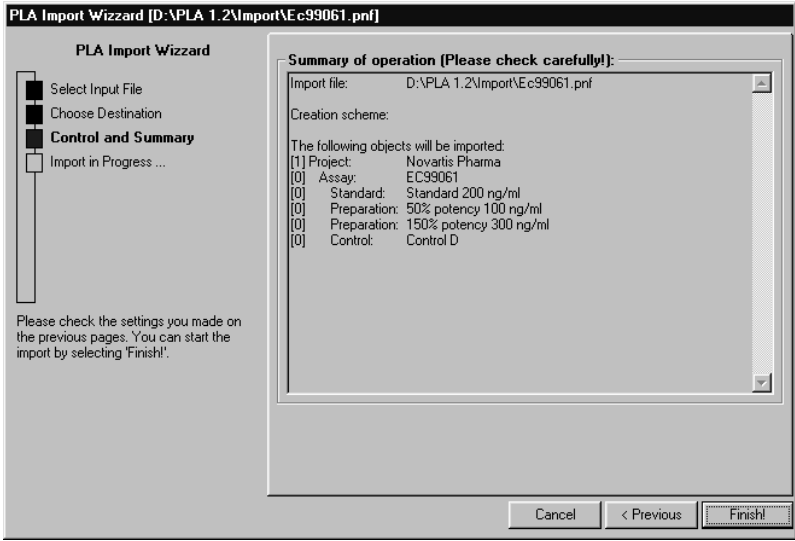 PLA Import Wizzard [D:\PLA 1.2\Import\Ec99061.pnf]
PLA Import Wizzard
Select Input File
Choose Destination
Control and Summary
Import in Progress ...
Please check the settings you made on
the previous pages. You can start the
import by selecting 'Finish!'.
Summary of operation (Please check carefully!):
Import file: D:\PLA 1.2\Import\Ec99061.pnf
Creation scheme:
The following objects will be imported:
[1] Project: Novartis Pharma
[0] Assay: EC99061
[0] Standard: Standard 200 ng/ml
[0] Preparation: 50% potency 100 ng/ml
[0] Preparation: 150% potency 300 ng/ml
[0] Control: Control D
Cancel
< Previous
Finish!